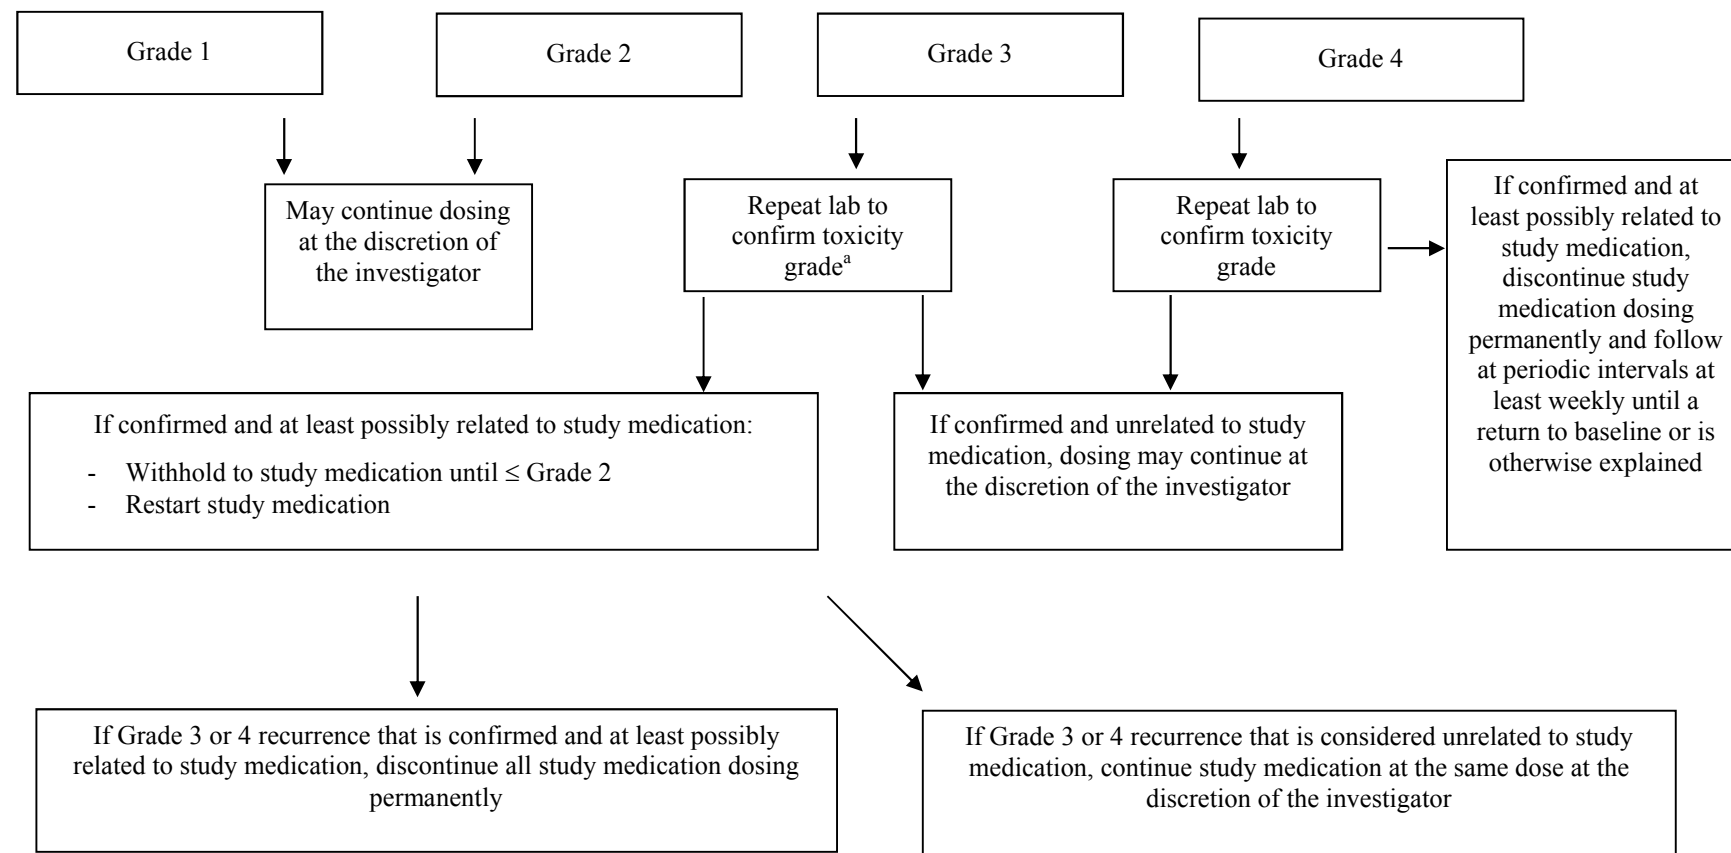 Grade 1
Grade 2
Grade 3
Grade 4
May continue dosing
at the discretion of
the investigator
Repeat lab to
confirm toxicity
gradeᵃ
Repeat lab to
confirm toxicity
grade
If confirmed and at
least possibly related to
study medication,
discontinue study
medication dosing
permanently and follow
at periodic intervals at
least weekly until a
return to baseline or is
otherwise explained
If confirmed and at least possibly related to study medication:
- Withhold to study medication until ≤ Grade 2
- Restart study medication
If confirmed and unrelated to study
medication, dosing may continue at
the discretion of the investigator
If Grade 3 or 4 recurrence that is confirmed and at least possibly
related to study medication, discontinue all study medication dosing
permanently
If Grade 3 or 4 recurrence that is considered unrelated to study
medication, continue study medication at the same dose at the
discretion of the investigator